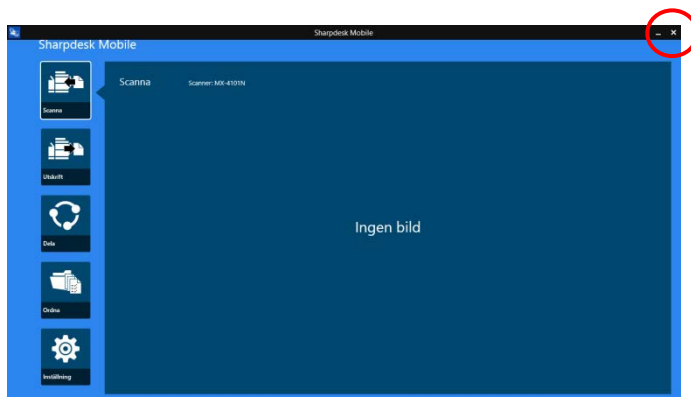 Sharpdesk Mobile
Sharpdesk Mobile
Scanna
Scanner: MX-4101N
Scanna
Utskrift
Dela
Ordna
Inställning
Ingen bild